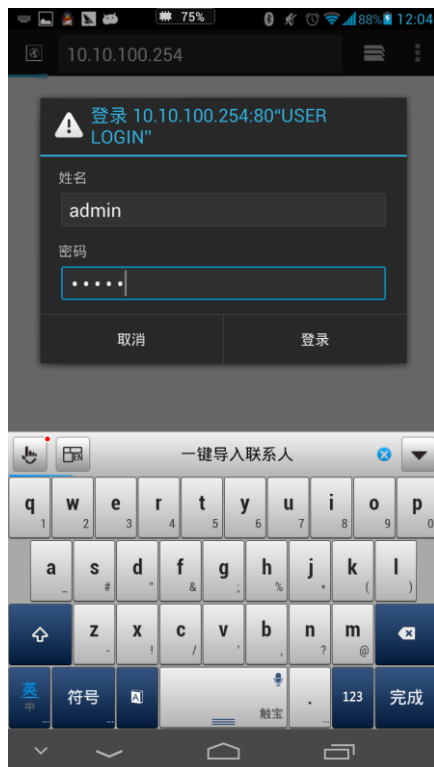 75% 88% 12:04
10.10.100.254
登录 10.10.100.254:80“USER
LOGIN”
姓名
admin
密码
•••••
取消 登录
EN 一键导入联系人
q 1 w 2 e 3 r 4 t 5 y 6 u 7 i 8 o 9 p 0
a _ s # d " f & g ; h % j * k ( l )
z - x ! c / v ' b , n ? m @
英 中 ... 符号 ... A 触宝 . ... 123 完成